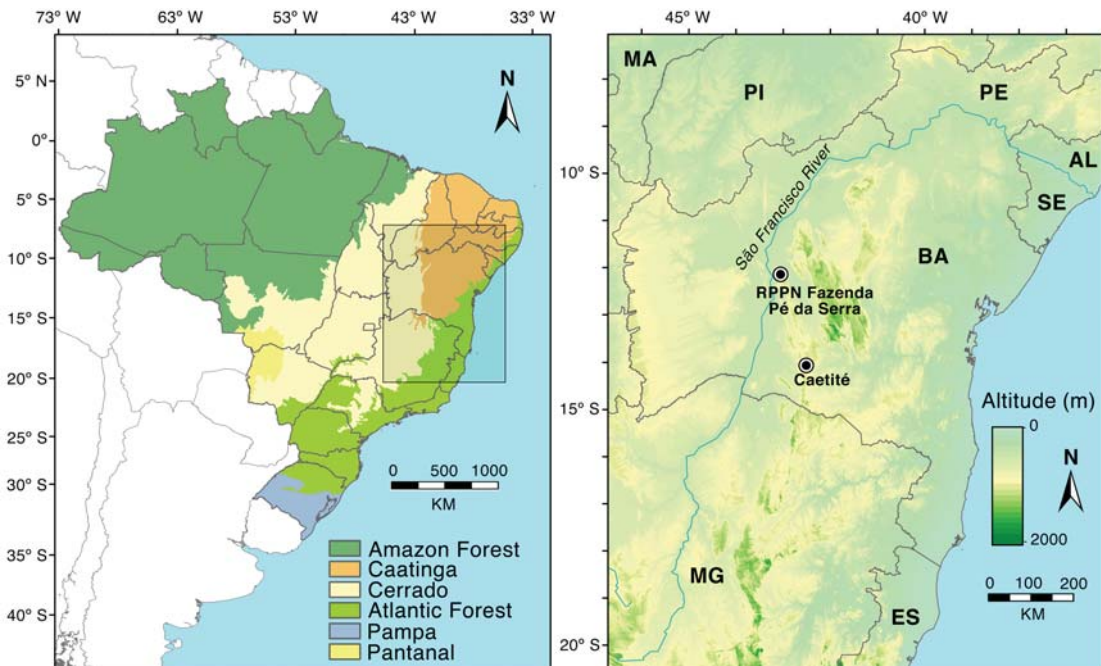 73° W 63° W 53° W 43° W 33° W
N
5° N
0°
5° S
10° S
15° S
20° S
25° S
30° S
35° S
40° S
0 500 1000
KM
Amazon Forest
Caatinga
Cerrado
Atlantic Forest
Pampa
Pantanal
45° W 40° W
MA
PI
PE
AL
SE
10° S
São Francisco River
BA
RPPN Fazenda
Pé da Serra
Caetité
15° S
Altitude (m)
0
2000
N
MG
ES
0 100 200
KM
20° S